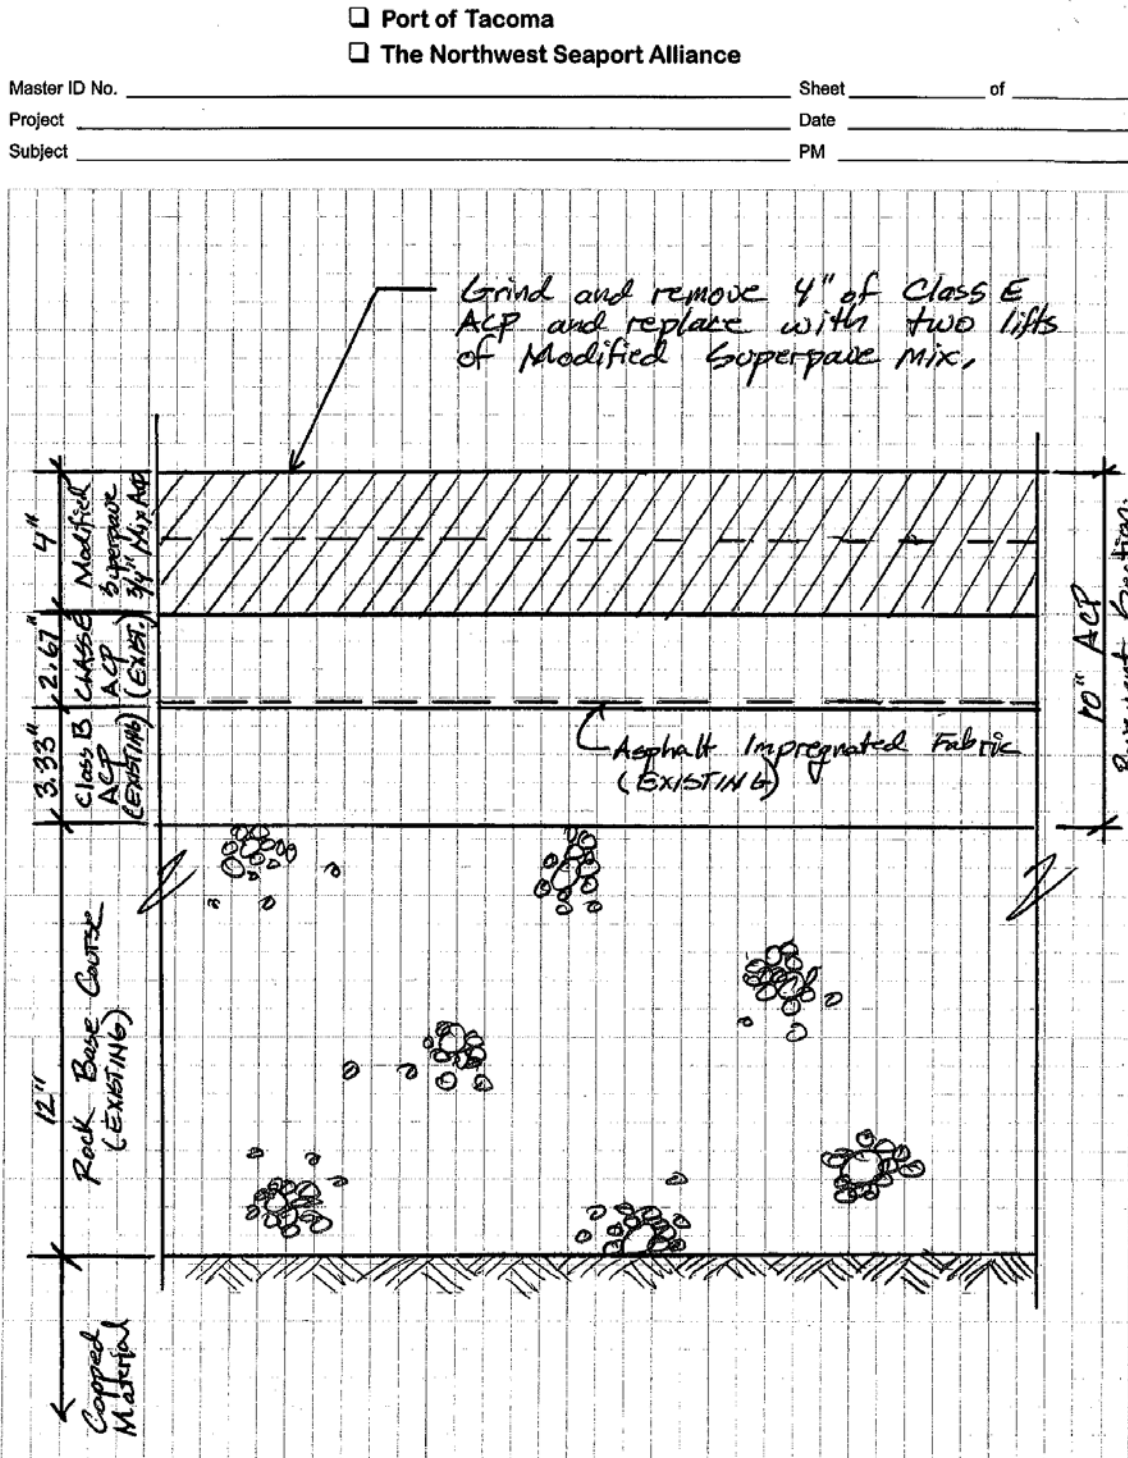 ❑ Port of Tacoma
❑ The Northwest Seaport Alliance
Master ID No.
Sheet of
Project
Date
Subject
PM
Grind and remove 4" of Class E
ACP and replace with two lifts
of Modified Superpave Mix.
4"
Modified
Superpave
3/4" Mix ACP
2.67"
CLASS E
ACP
(EXIST.)
3.33"
Class B
ACP
(EXISTING)
10" ACP
Asphalt Impregnated Fabric
(EXISTING)
12"
Rock Base Course
(EXISTING)
Capped
Material